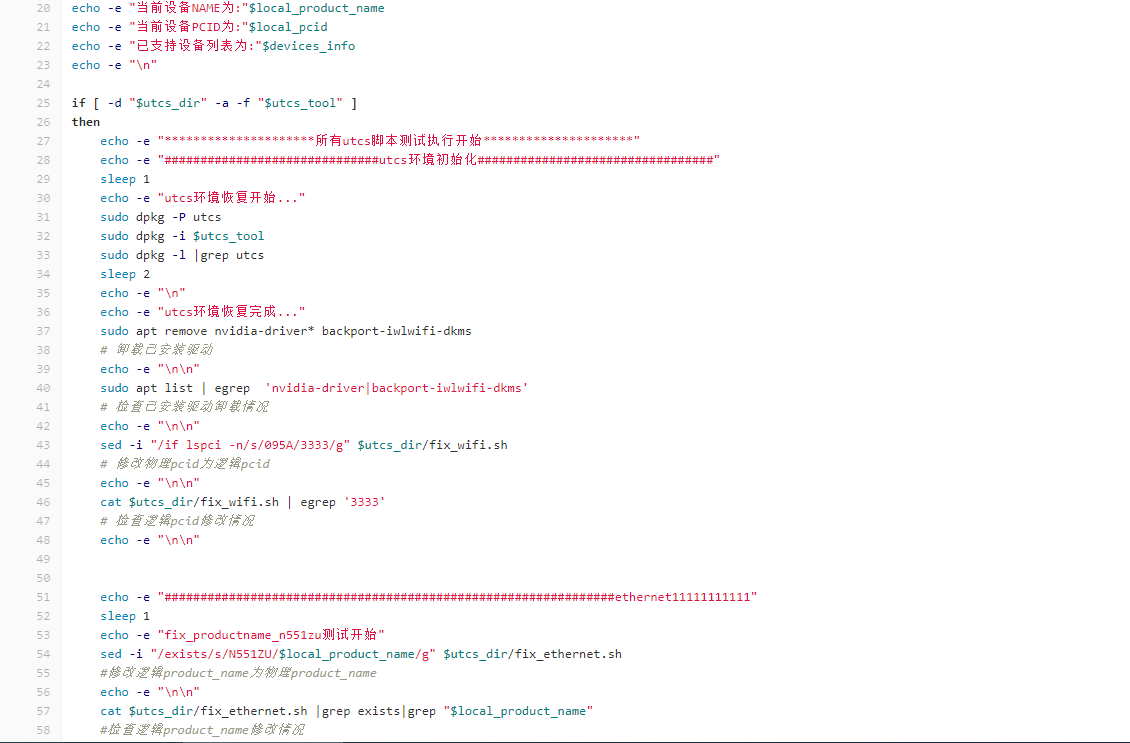 20 echo -e "当前设备NAME为:"$local_product_name
21 echo -e "当前设备PCID为:"$local_pcid
22 echo -e "已支持设备列表为:"$devices_info
23 echo -e "\n"
24
25 if [ -d "$utcs_dir" -a -f "$utcs_tool" ]
26 then
27 echo -e "*********************所有utcs脚本测试执行开始*********************"
28 echo -e "##############################utcs环境初始化#################################"
29 sleep 1
30 echo -e "utcs环境恢复开始..."
31 sudo dpkg -P utcs
32 sudo dpkg -i $utcs_tool
33 sudo dpkg -l |grep utcs
34 sleep 2
35 echo -e "\n"
36 echo -e "utcs环境恢复完成..."
37 sudo apt remove nvidia-driver* backport-iwlwifi-dkms
38 # 卸载已安装驱动
39 echo -e "\n\n"
40 sudo apt list | egrep  'nvidia-driver|backport-iwlwifi-dkms'
41 # 检查已安装驱动卸载情况
42 echo -e "\n\n"
43 sed -i "/if lspci -n/s/095A/3333/g" $utcs_dir/fix_wifi.sh
44 # 修改物理pcid为逻辑pcid
45 echo -e "\n\n"
46 cat $utcs_dir/fix_wifi.sh | egrep '3333'
47 # 检查逻辑pcid修改情况
48 echo -e "\n\n"
49
50
51 echo -e "###############################################################ethernet11111111111"
52 sleep 1
53 echo -e "fix_productname_n551zu测试开始"
54 sed -i "/exists/s/N551ZU/$local_product_name/g" $utcs_dir/fix_ethernet.sh
55 #修改逻辑product_name为物理product_name
56 echo -e "\n\n"
57 cat $utcs_dir/fix_ethernet.sh |grep exists|grep "$local_product_name"
58 #检查逻辑product_name修改情况